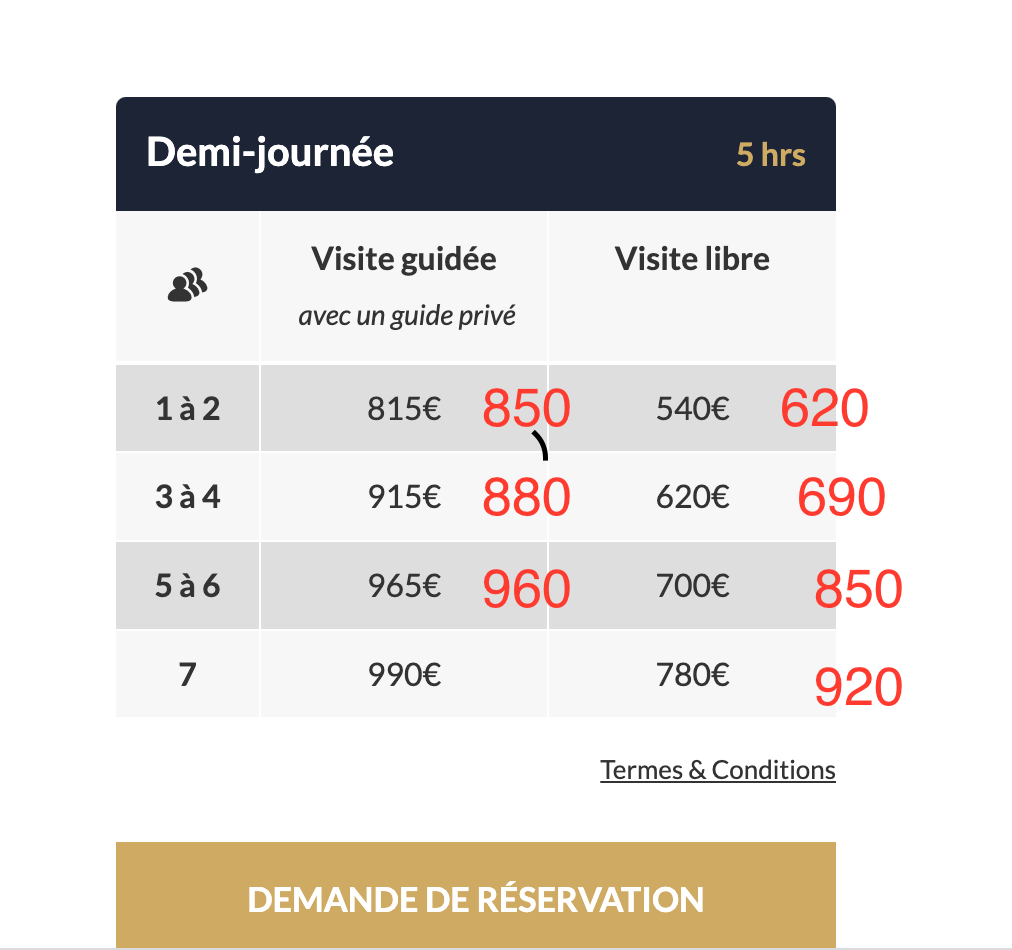 Demi-journée 5 hrs
Visite guidée Visite libre
avec un guide privé
1 à 2 815€ 850 540€ 620
3 à 4 915€ 880 620€ 690
5 à 6 965€ 960 700€ 850
7 990€ 780€ 920
Termes & Conditions
DEMANDE DE RÉSERVATION